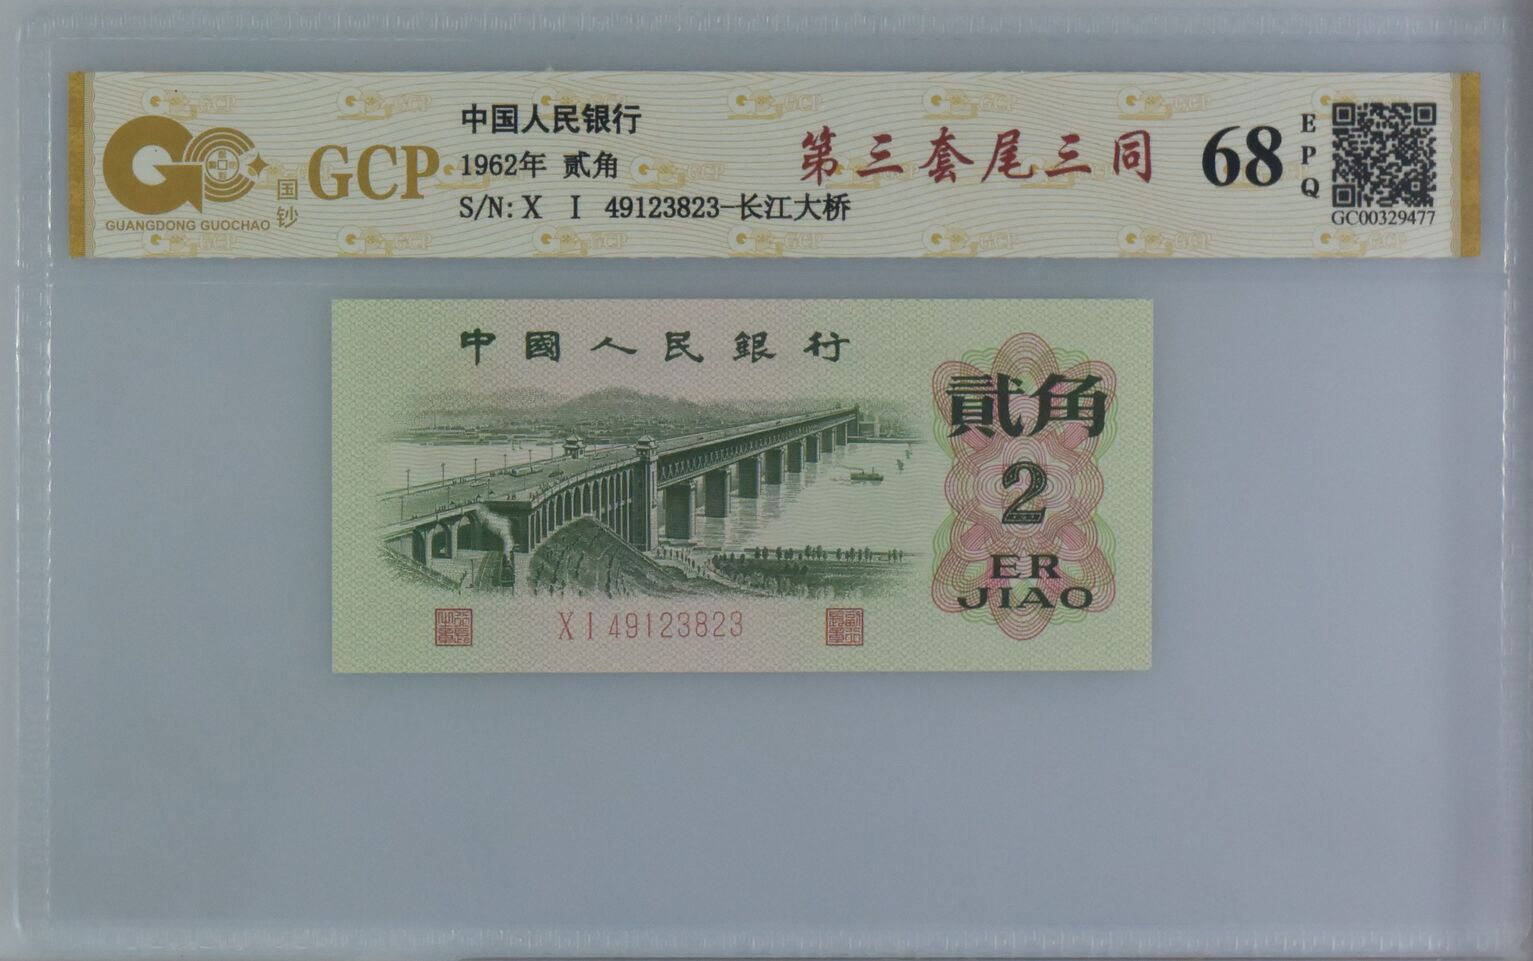 中国人民银行
1962年 贰角
S/N: X I 49123823-长江大桥
GCP
国钞
GUANGDONG GUOCHAO
第三套尾三同
68
EPQ
GC00329477
中國人民銀行
貳角
2
ER
JIAO
X I 49123823